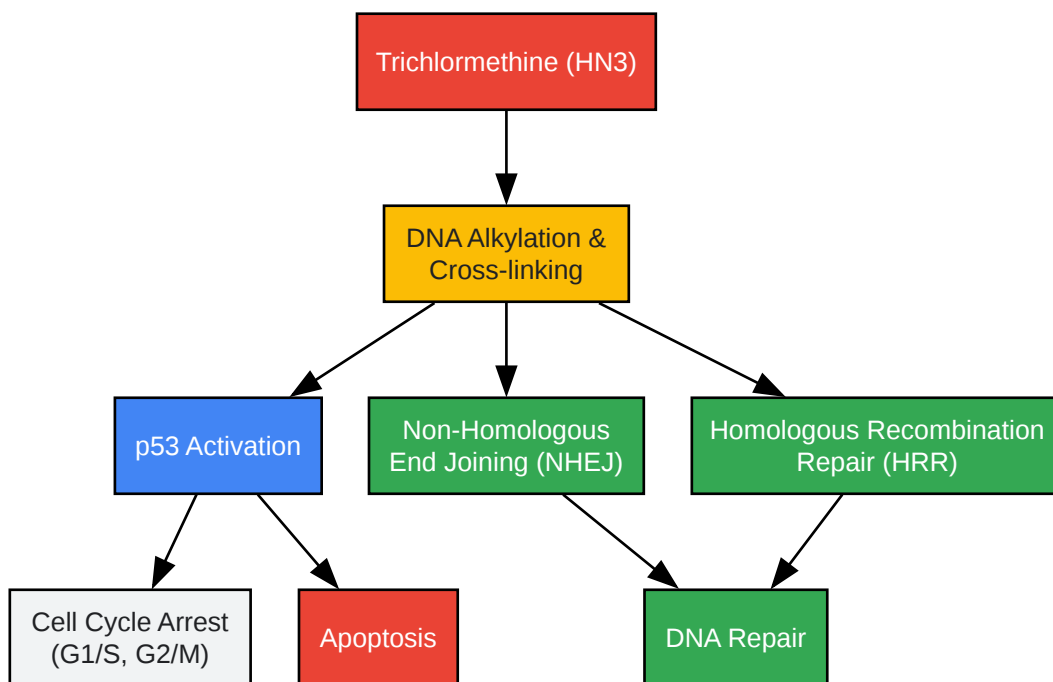 Trichlormethine (HN3)
DNA Alkylation &
Cross-linking
p53 Activation
Non-Homologous
End Joining (NHEJ)
Homologous Recombination
Repair (HRR)
Cell Cycle Arrest
(G1/S, G2/M)
Apoptosis
DNA Repair